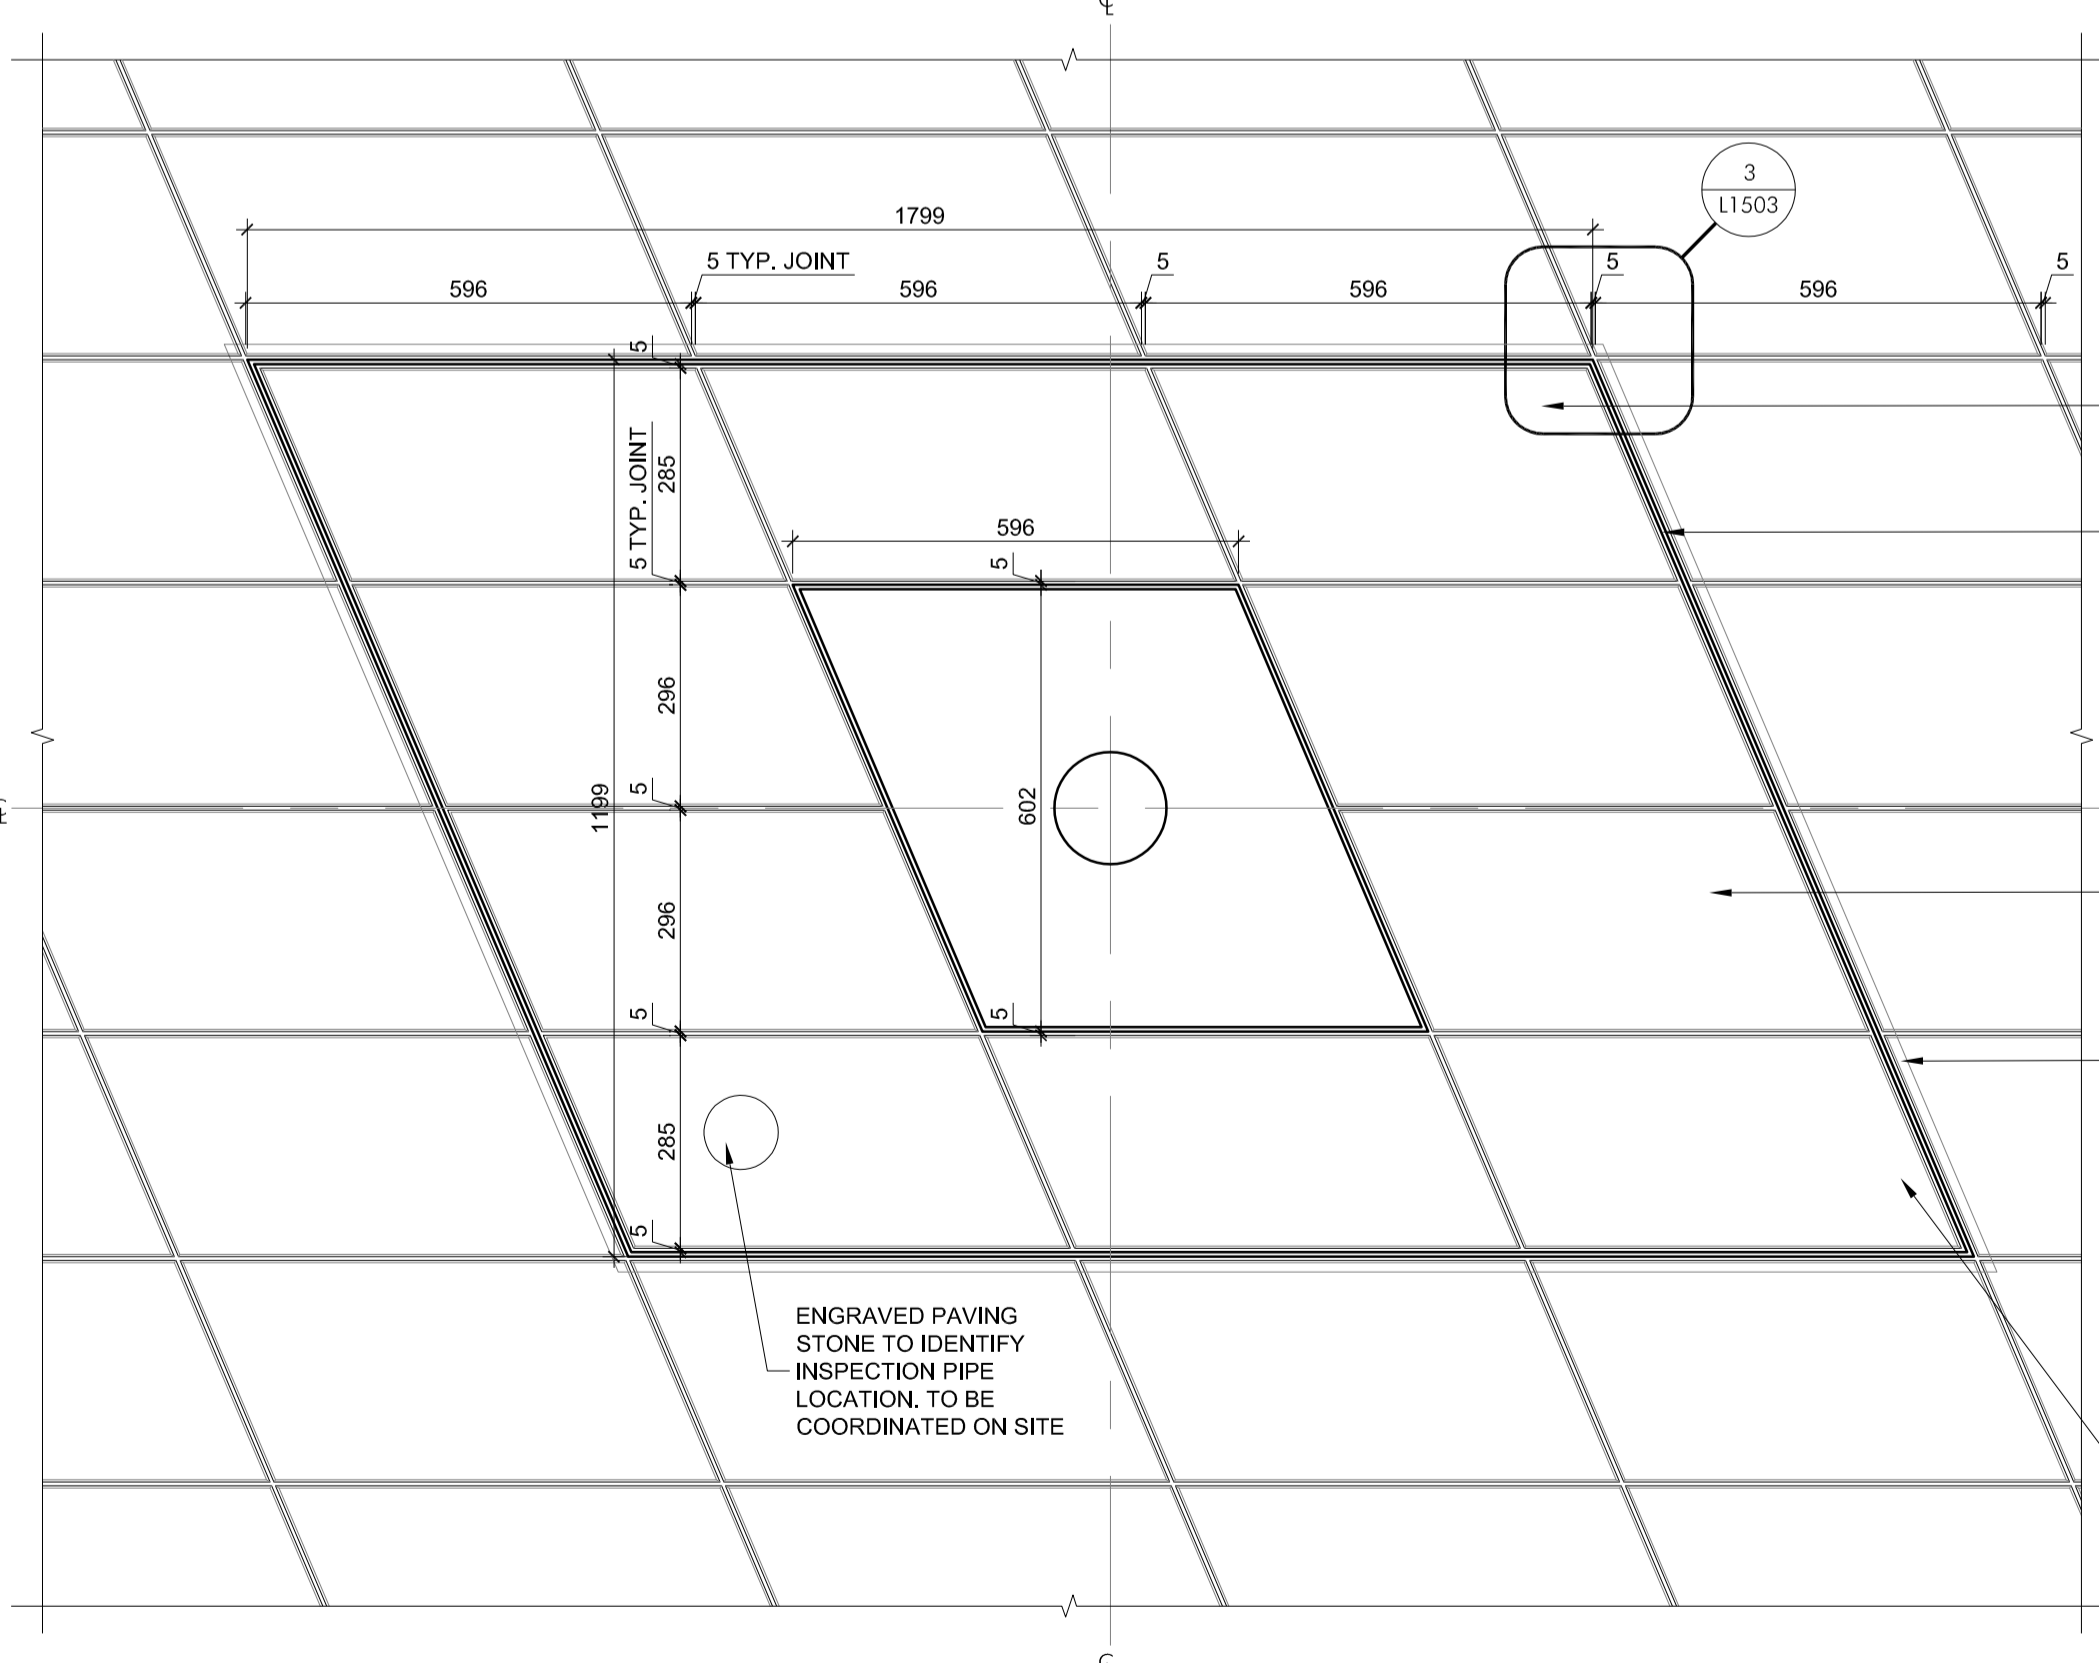 ℄
3
L1503
1799
5 TYP. JOINT
5
5
5
596
596
596
596
5
5 TYP. JOINT
285
596
5
296
5
1199
602
296
5
5
285
5
ENGRAVED PAVING
STONE TO IDENTIFY
INSPECTION PIPE
LOCATION. TO BE
COORDINATED ON SITE